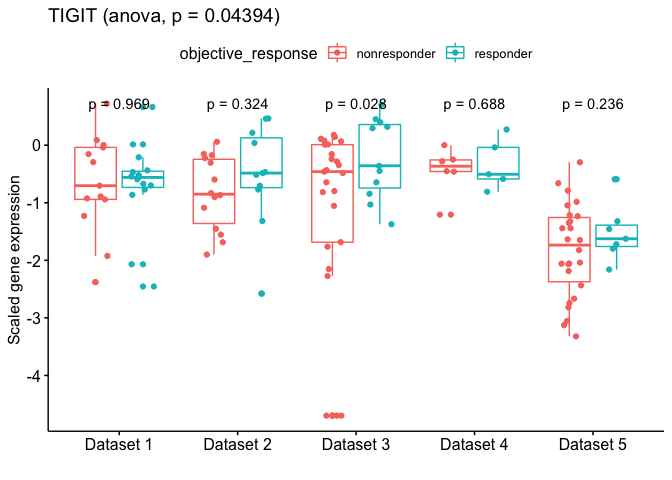 TIGIT (anova, p = 0.04394)
objective_response nonresponder responder
p = 0.969 p = 0.324 p = 0.028 p = 0.688 p = 0.236
0
-1
-2
-3
-4
Scaled gene expression
Dataset 1 Dataset 2 Dataset 3 Dataset 4 Dataset 5